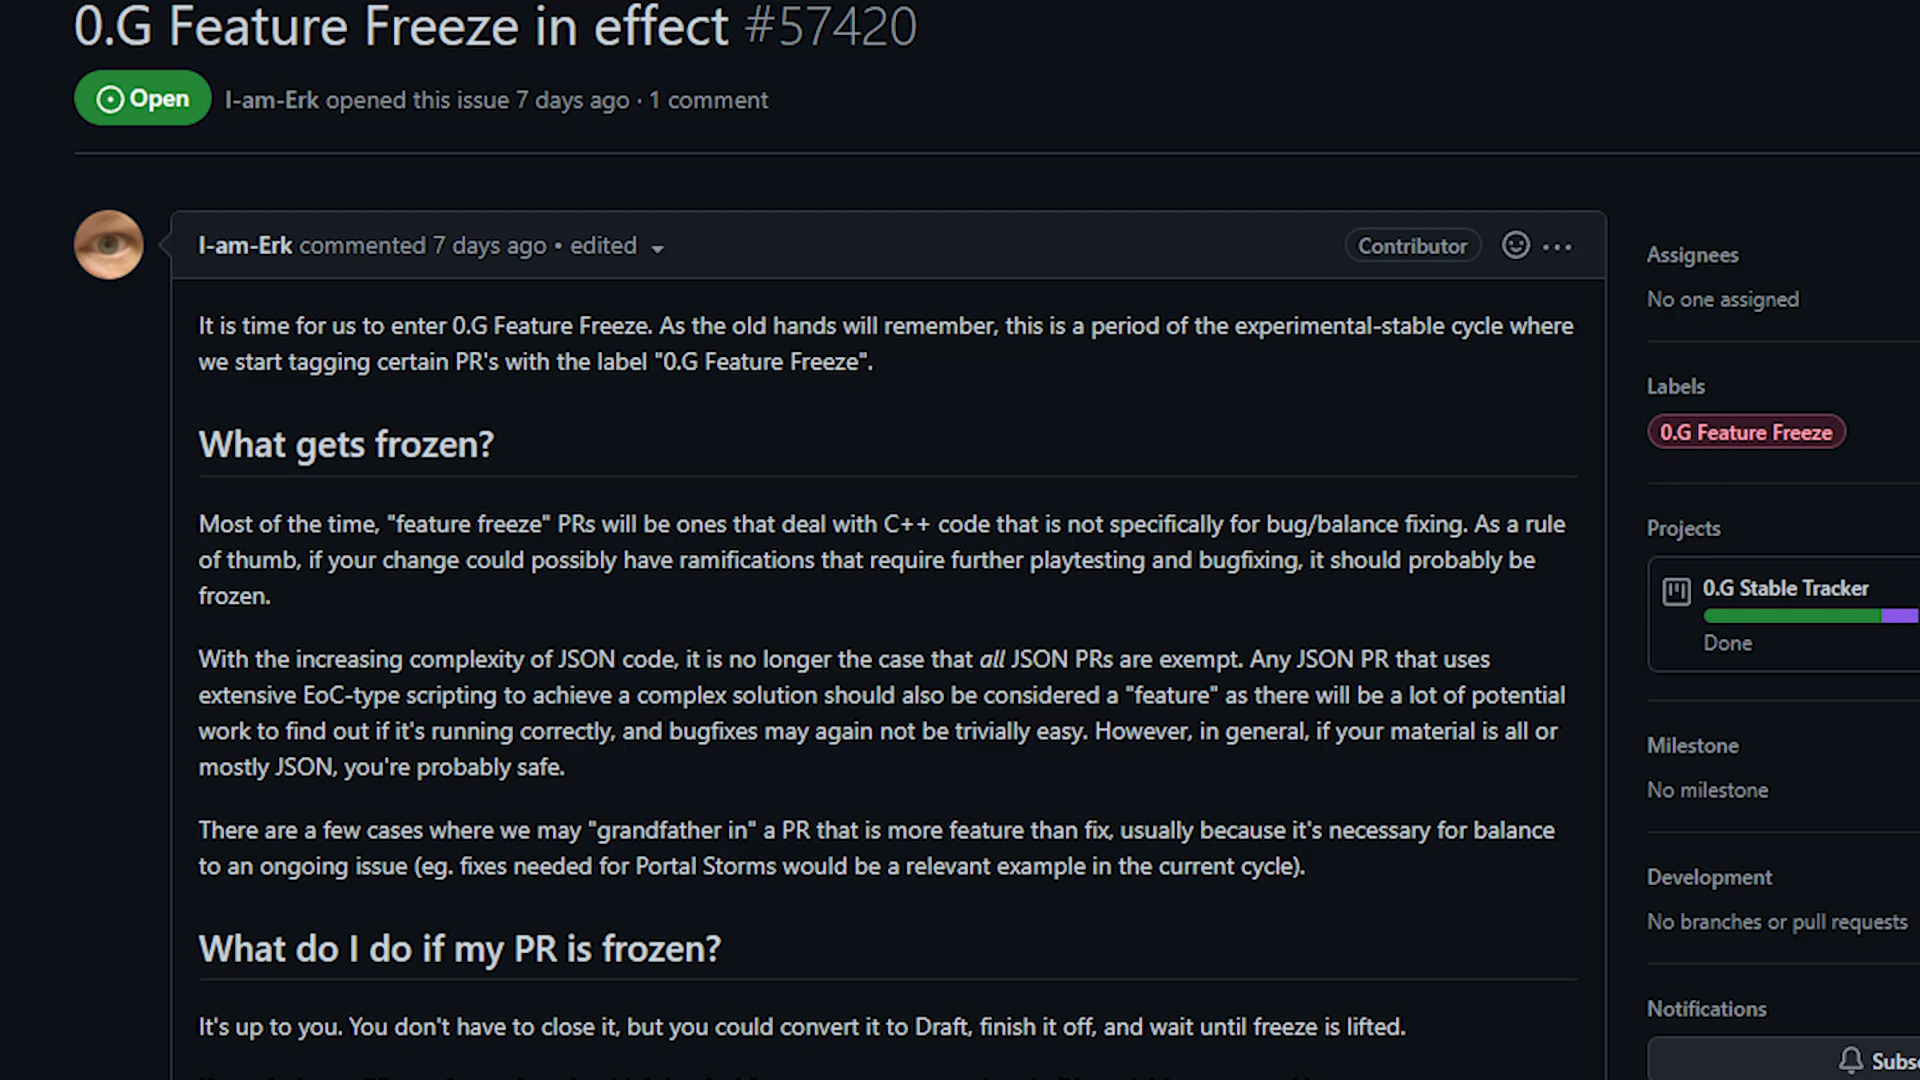 0.G Feature Freeze in effect #57420
Open
I-am-Erk opened this issue 7 days ago · 1 comment
I-am-Erk commented 7 days ago • edited
Contributor
It is time for us to enter 0.G Feature Freeze. As the old hands will remember, this is a period of the experimental-stable cycle where
we start tagging certain PR's with the label "0.G Feature Freeze".
What gets frozen?
Most of the time, "feature freeze" PRs will be ones that deal with C++ code that is not specifically for bug/balance fixing. As a rule
of thumb, if your change could possibly have ramifications that require further playtesting and bugfixing, it should probably be
frozen.
With the increasing complexity of JSON code, it is no longer the case that all JSON PRs are exempt. Any JSON PR that uses
extensive EoC-type scripting to achieve a complex solution should also be considered a "feature" as there will be a lot of potential
work to find out if it's running correctly, and bugfixes may again not be trivially easy. However, in general, if your material is all or
mostly JSON, you're probably safe.
There are a few cases where we may "grandfather in" a PR that is more feature than fix, usually because it's necessary for balance
to an ongoing issue (eg. fixes needed for Portal Storms would be a relevant example in the current cycle).
What do I do if my PR is frozen?
It's up to you. You don't have to close it, but you could convert it to Draft, finish it off, and wait until freeze is lifted.
Assignees
No one assigned
Labels
0.G Feature Freeze
Projects
0.G Stable Tracker
Done
Milestone
No milestone
Development
No branches or pull requests
Notifications